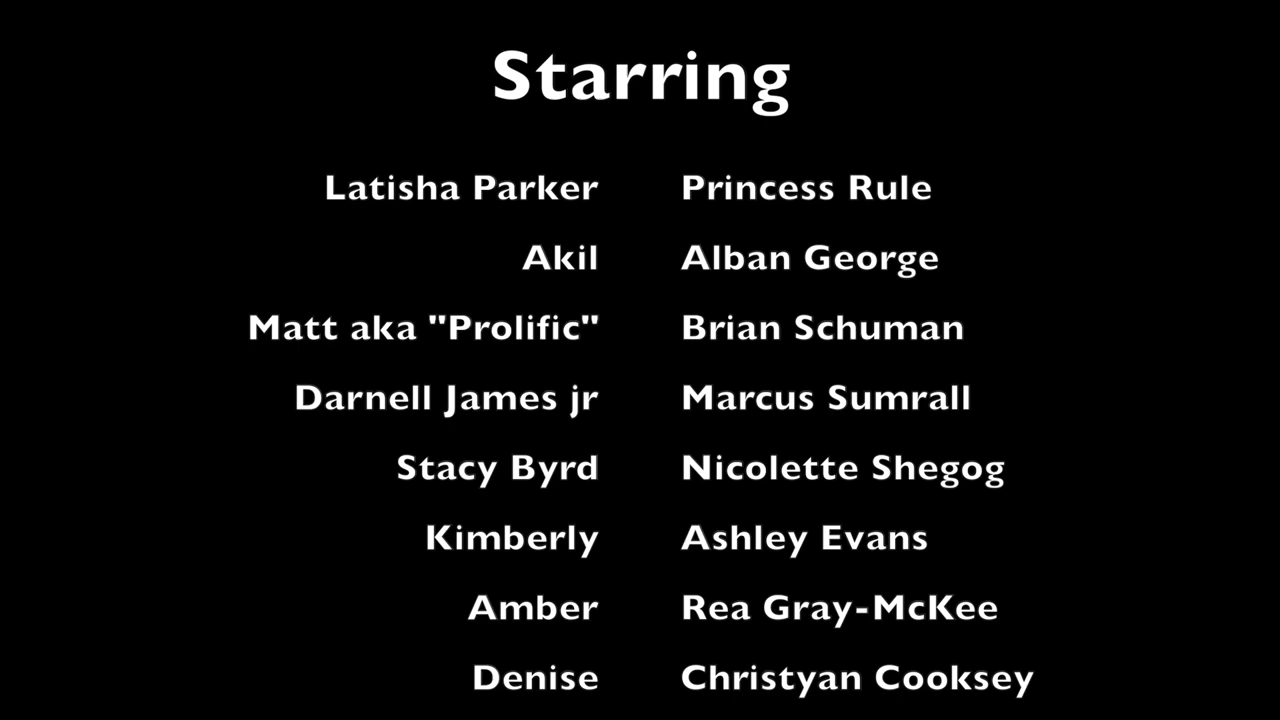 Starring
Latisha Parker Princess Rule
Akil Alban George
Matt aka "Prolific" Brian Schuman
Darnell James jr Marcus Sumrall
Stacy Byrd Nicolette Shegog
Kimberly Ashley Evans
Amber Rea Gray-McKee
Denise Christyan Cooksey